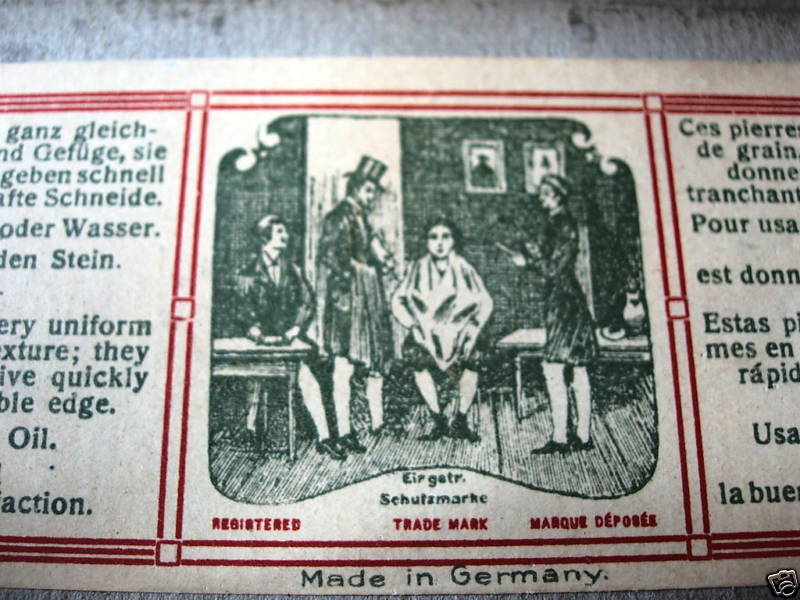 ganz gleich-
nd Gefüge, sie
geben schnell
afte Schneide.
oder Wasser.
den Stein.
ery uniform
exture; they
ive quickly
ble edge.
Oil.
faction.
Eirgetr.
Schutzmarke
REGISTERED TRADE MARK MARQUE DÉPOSÉE
Made in Germany.
Ces pierres
de grain,
donne
tranchant
Pour usa
est donn
Estas pi
mes en
rápid
Usa
la buer